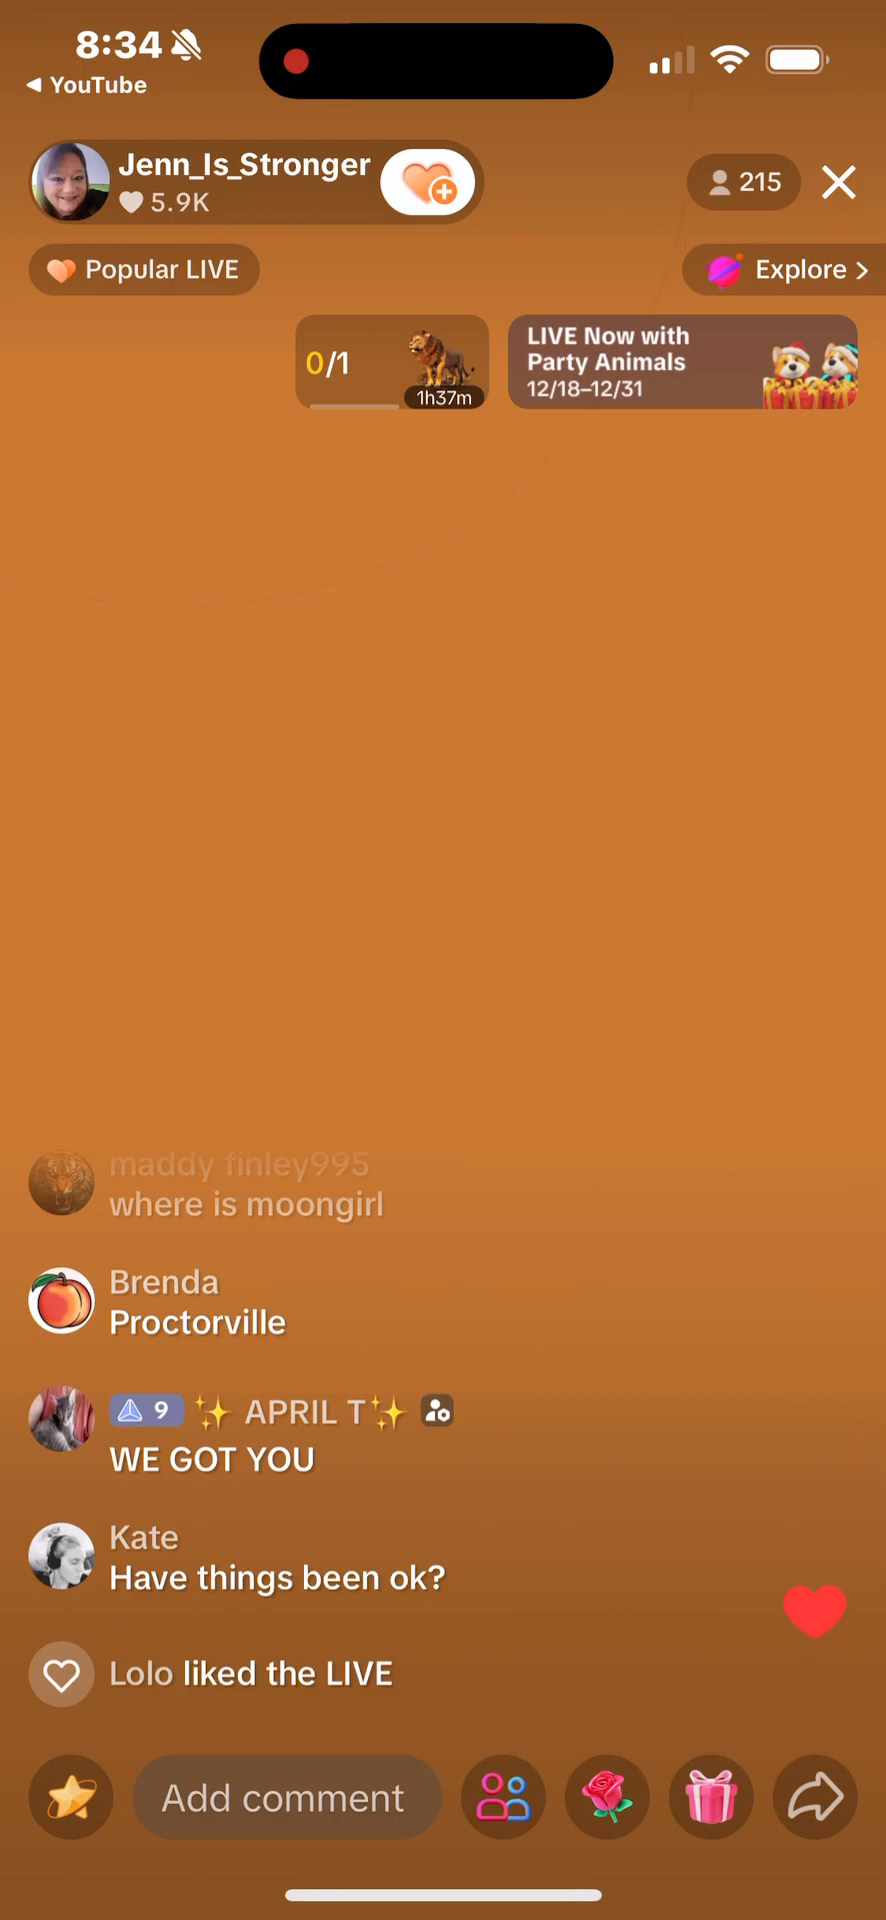 8:34
YouTube
Jenn_Is_Stronger
5.9K
215
Popular LIVE
Explore
0/1
1h37m
LIVE Now with
Party Animals
12/18–12/31
maddy finley995
where is moongirl
Brenda
Proctorville
9 ✨ APRIL T✨
WE GOT YOU
Kate
Have things been ok?
Lolo liked the LIVE
Add comment